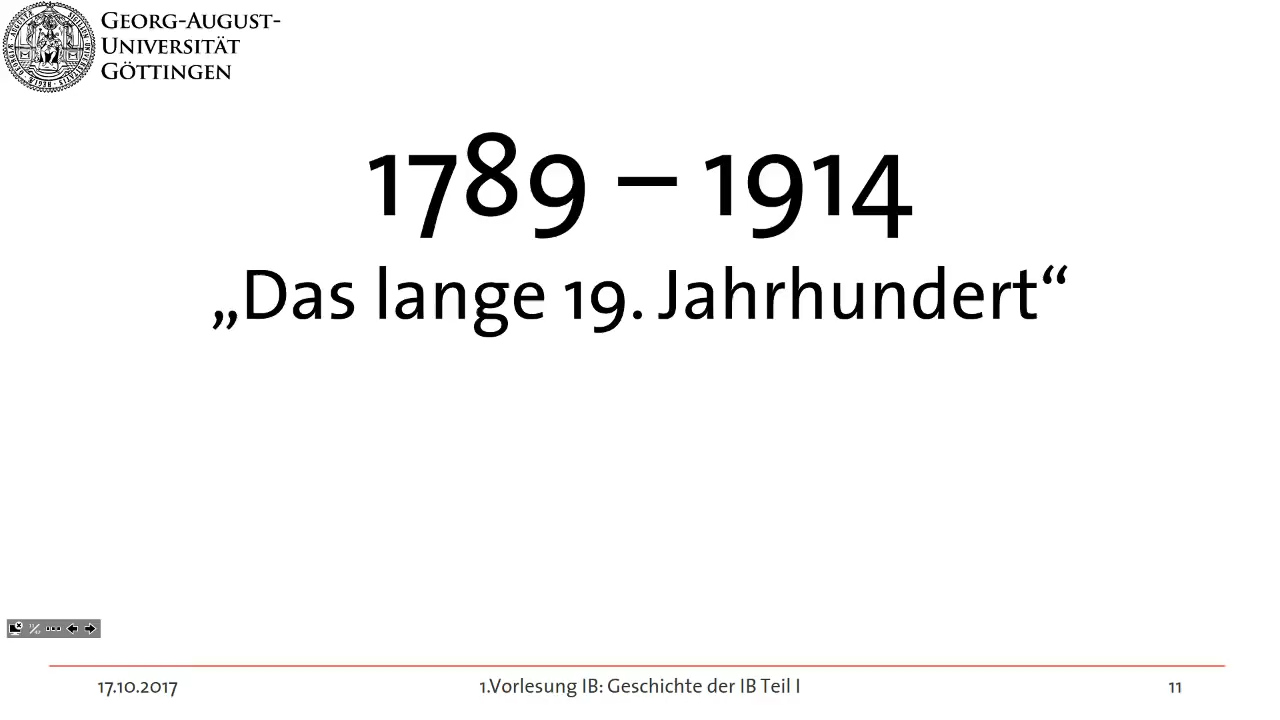 GEORG-AUGUST-
UNIVERSITÄT
GÖTTINGEN
1789 – 1914
„Das lange 19. Jahrhundert“
17.10.2017
1.Vorlesung IB: Geschichte der IB Teil I
11